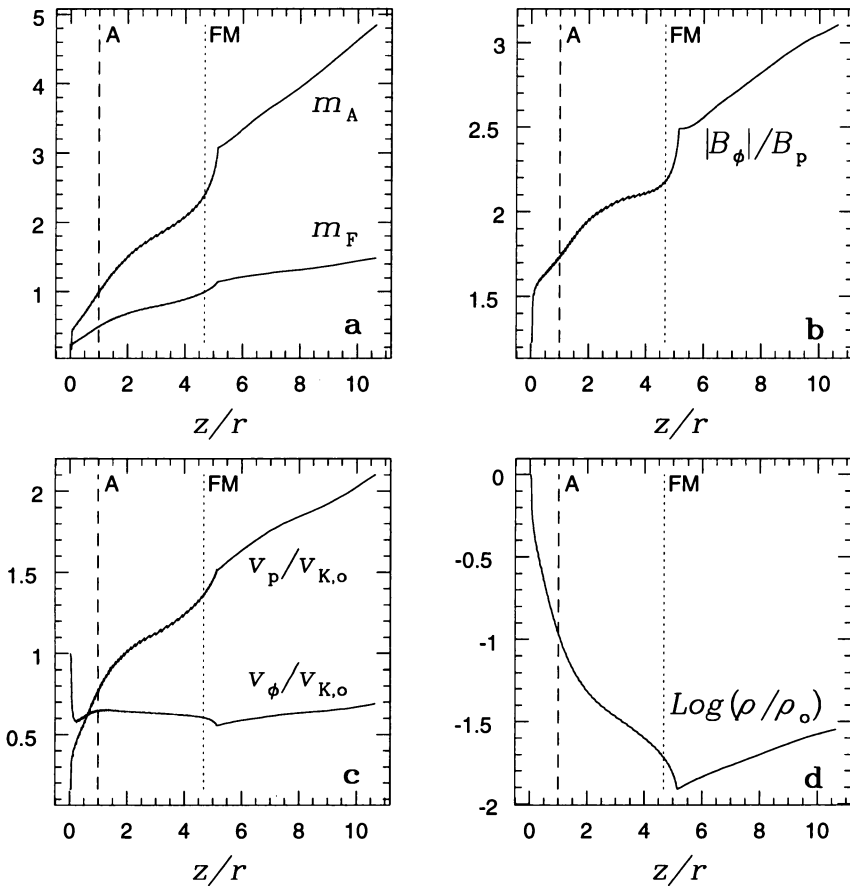 A FM
5
4
3
2
1
m_A
m_F
a
0 2 4 6 8 10
z/r
A FM
3
2.5
2
1.5
|B_ϕ|/B_p
b
0 2 4 6 8 10
z/r
A FM
2
1.5
1
0.5
v_p/v_K,o
v_ϕ/v_K,o
c
0 2 4 6 8 10
z/r
A FM
0
-0.5
-1
-1.5
-2
Log(ρ/ρ_o)
d
0 2 4 6 8 10
z/r